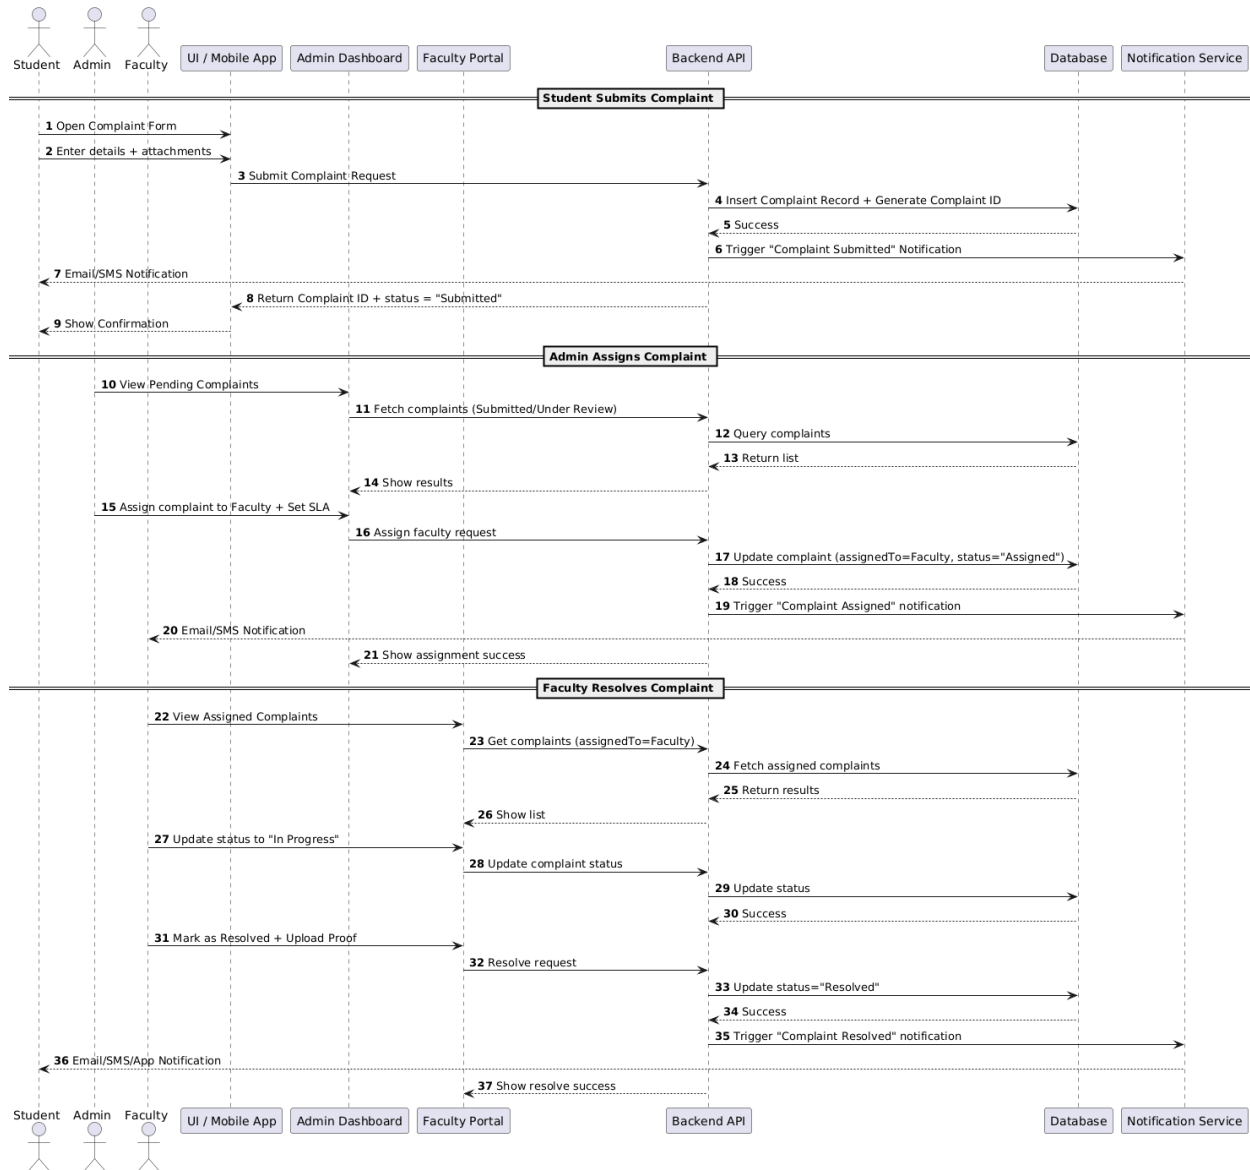 Student
Admin
Faculty
UI / Mobile App
Admin Dashboard
Faculty Portal
Backend API
Database
Notification Service
Student Submits Complaint
1 Open Complaint Form
2 Enter details + attachments
3 Submit Complaint Request
4 Insert Complaint Record + Generate Complaint ID
5 Success
6 Trigger "Complaint Submitted" Notification
7 Email/SMS Notification
8 Return Complaint ID + status = "Submitted"
9 Show Confirmation
Admin Assigns Complaint
10 View Pending Complaints
11 Fetch complaints (Submitted/Under Review)
12 Query complaints
13 Return list
14 Show results
15 Assign complaint to Faculty + Set SLA
16 Assign faculty request
17 Update complaint (assignedTo=Faculty, status="Assigned")
18 Success
19 Trigger "Complaint Assigned" notification
20 Email/SMS Notification
21 Show assignment success
Faculty Resolves Complaint
22 View Assigned Complaints
23 Get complaints (assignedTo=Faculty)
24 Fetch assigned complaints
25 Return results
26 Show list
27 Update status to "In Progress"
28 Update complaint status
29 Update status
30 Success
31 Mark as Resolved + Upload Proof
32 Resolve request
33 Update status="Resolved"
34 Success
35 Trigger "Complaint Resolved" notification
36 Email/SMS/App Notification
37 Show resolve success
Student
Admin
Faculty
UI / Mobile App
Admin Dashboard
Faculty Portal
Backend API
Database
Notification Service